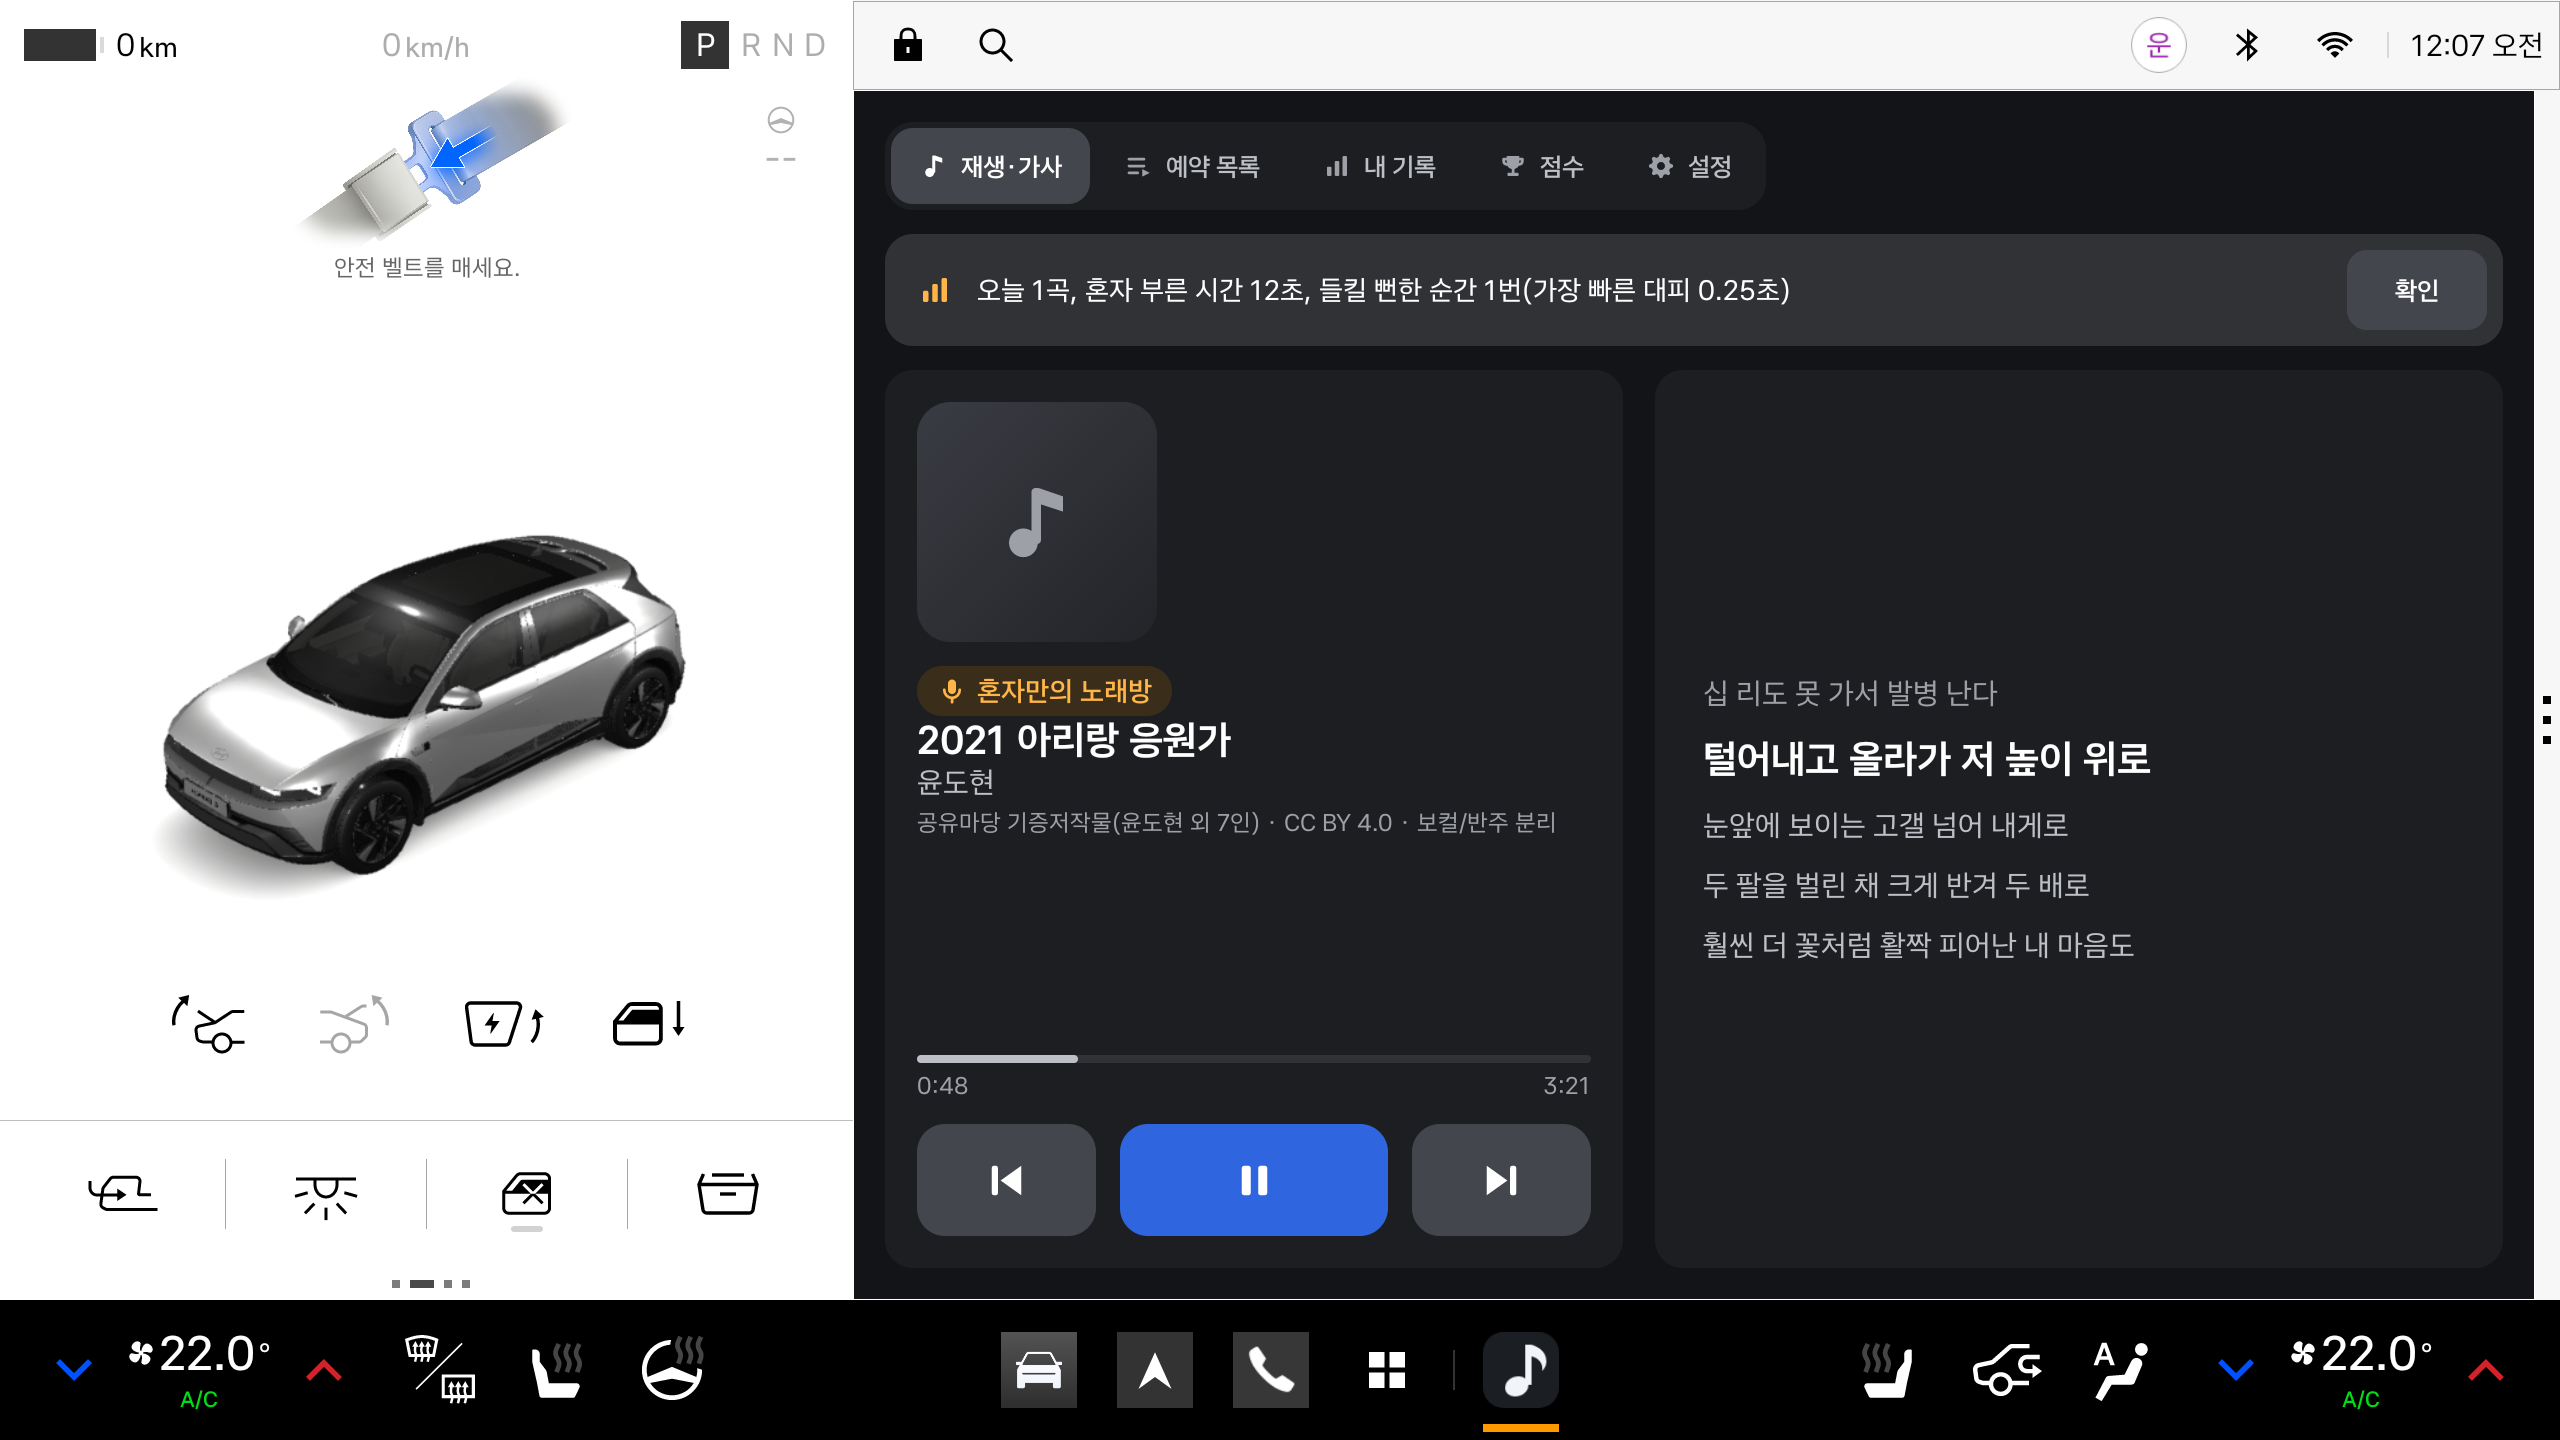 0 km
0 km/h
P R N D
운
12:07 오전
안전 벨트를 매세요.
재생·가사
예약 목록
내 기록
점수
설정
오늘 1곡, 혼자 부른 시간 12초, 들킬 뻔한 순간 1번(가장 빠른 대피 0.25초)
확인
혼자만의 노래방
2021 아리랑 응원가
윤도현
공유마당 기증저작물(윤도현 외 7인) · CC BY 4.0 · 보컬/반주 분리
0:48
3:21
십 리도 못 가서 발병 난다
털어내고 올라가 저 높이 위로
눈앞에 보이는 고갤 넘어 내게로
두 팔을 벌린 채 크게 반겨 두 배로
훨씬 더 꽃처럼 활짝 피어난 내 마음도
22.0°
A/C
A
22.0°
A/C